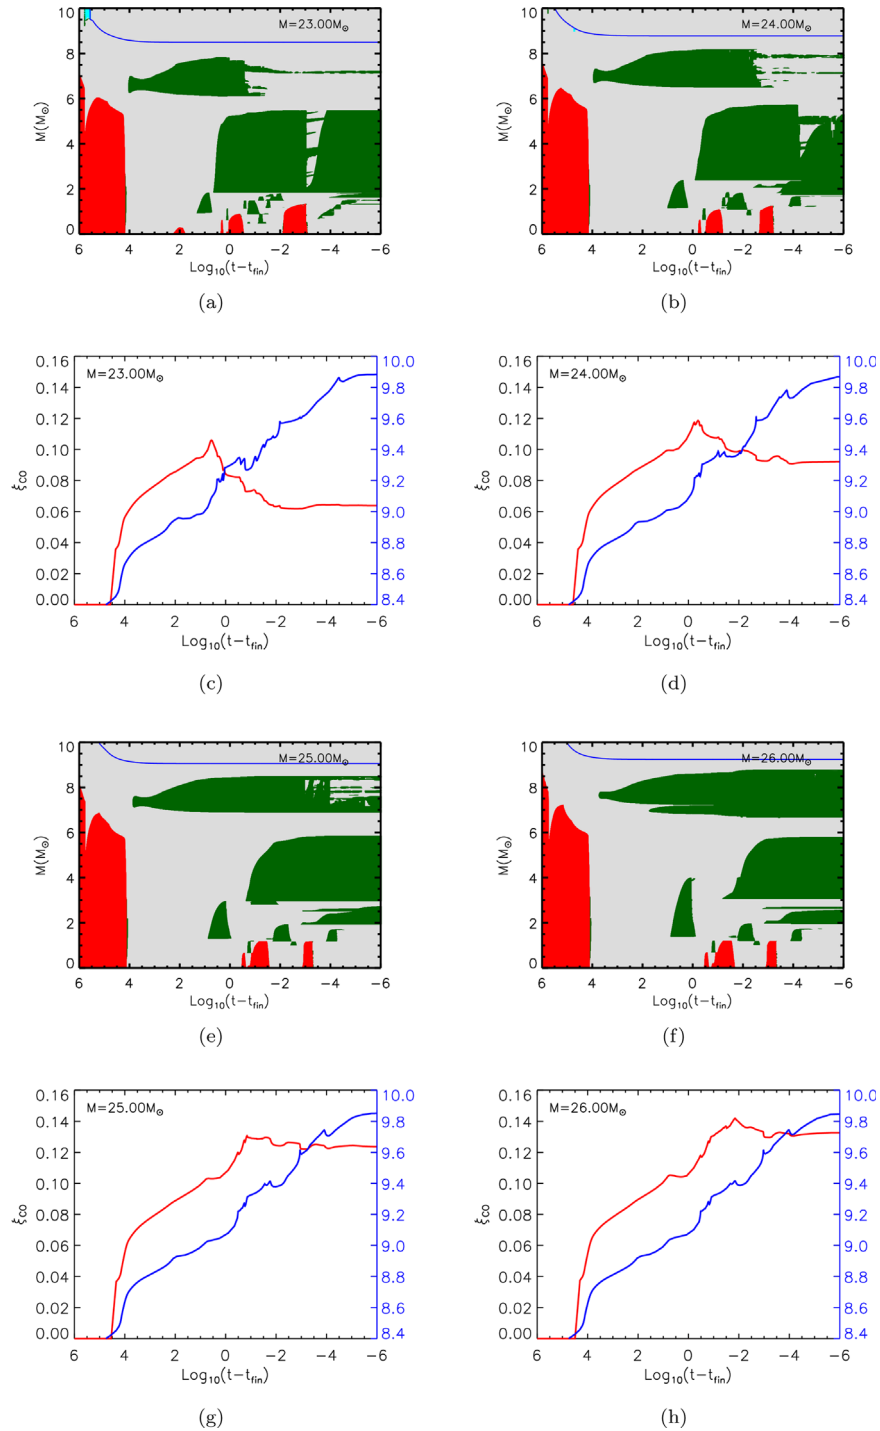 M=23.00M⊙
10
8
6
4
2
0
M(M⊙)
6 4 2 0 −2 −4 −6
Log10(t−tfin)
(a)
M=24.00M⊙
10
8
6
4
2
0
M(M⊙)
6 4 2 0 −2 −4 −6
Log10(t−tfin)
(b)
M=23.00M⊙
0.16
0.14
0.12
0.10
0.08
0.06
0.04
0.02
0.00
ξCO
10.0
9.8
9.6
9.4
9.2
9.0
8.8
8.6
8.4
6 4 2 0 −2 −4 −6
Log10(t−tfin)
(c)
M=24.00M⊙
0.16
0.14
0.12
0.10
0.08
0.06
0.04
0.02
0.00
ξCO
10.0
9.8
9.6
9.4
9.2
9.0
8.8
8.6
8.4
6 4 2 0 −2 −4 −6
Log10(t−tfin)
(d)
M=25.00M⊙
10
8
6
4
2
0
M(M⊙)
6 4 2 0 −2 −4 −6
Log10(t−tfin)
(e)
M=26.00M⊙
10
8
6
4
2
0
M(M⊙)
6 4 2 0 −2 −4 −6
Log10(t−tfin)
(f)
M=25.00M⊙
0.16
0.14
0.12
0.10
0.08
0.06
0.04
0.02
0.00
ξCO
10.0
9.8
9.6
9.4
9.2
9.0
8.8
8.6
8.4
6 4 2 0 −2 −4 −6
Log10(t−tfin)
(g)
M=26.00M⊙
0.16
0.14
0.12
0.10
0.08
0.06
0.04
0.02
0.00
ξCO
10.0
9.8
9.6
9.4
9.2
9.0
8.8
8.6
8.4
6 4 2 0 −2 −4 −6
Log10(t−tfin)
(h)